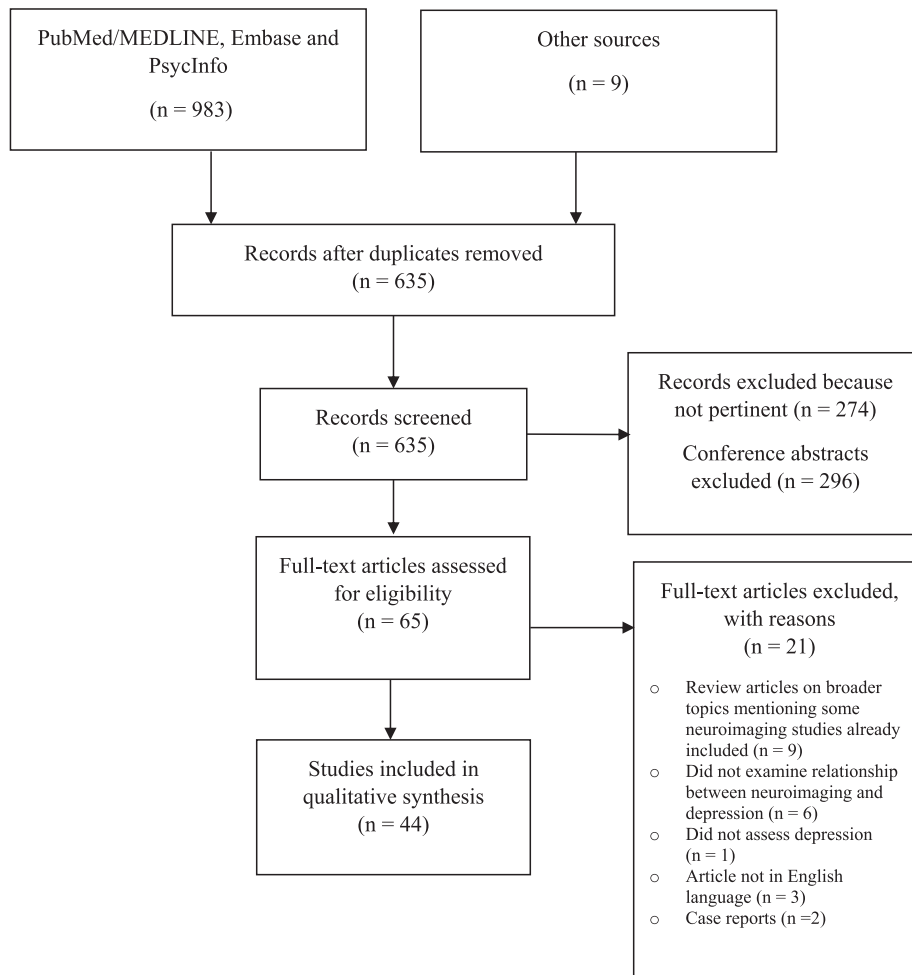 PubMed/MEDLINE, Embase and
PsycInfo
(n = 983)
Other sources
(n = 9)
Records after duplicates removed
(n = 635)
Records screened
(n = 635)
Records excluded because
not pertinent (n = 274)
Conference abstracts
excluded (n = 296)
Full-text articles assessed
for eligibility
(n = 65)
Full-text articles excluded,
with reasons
(n = 21)
o Review articles on broader
topics mentioning some
neuroimaging studies already
included (n = 9)
o Did not examine relationship
between neuroimaging and
depression (n = 6)
o Did not assess depression
(n = 1)
o Article not in English
language (n = 3)
o Case reports (n =2)
Studies included in
qualitative synthesis
(n = 44)